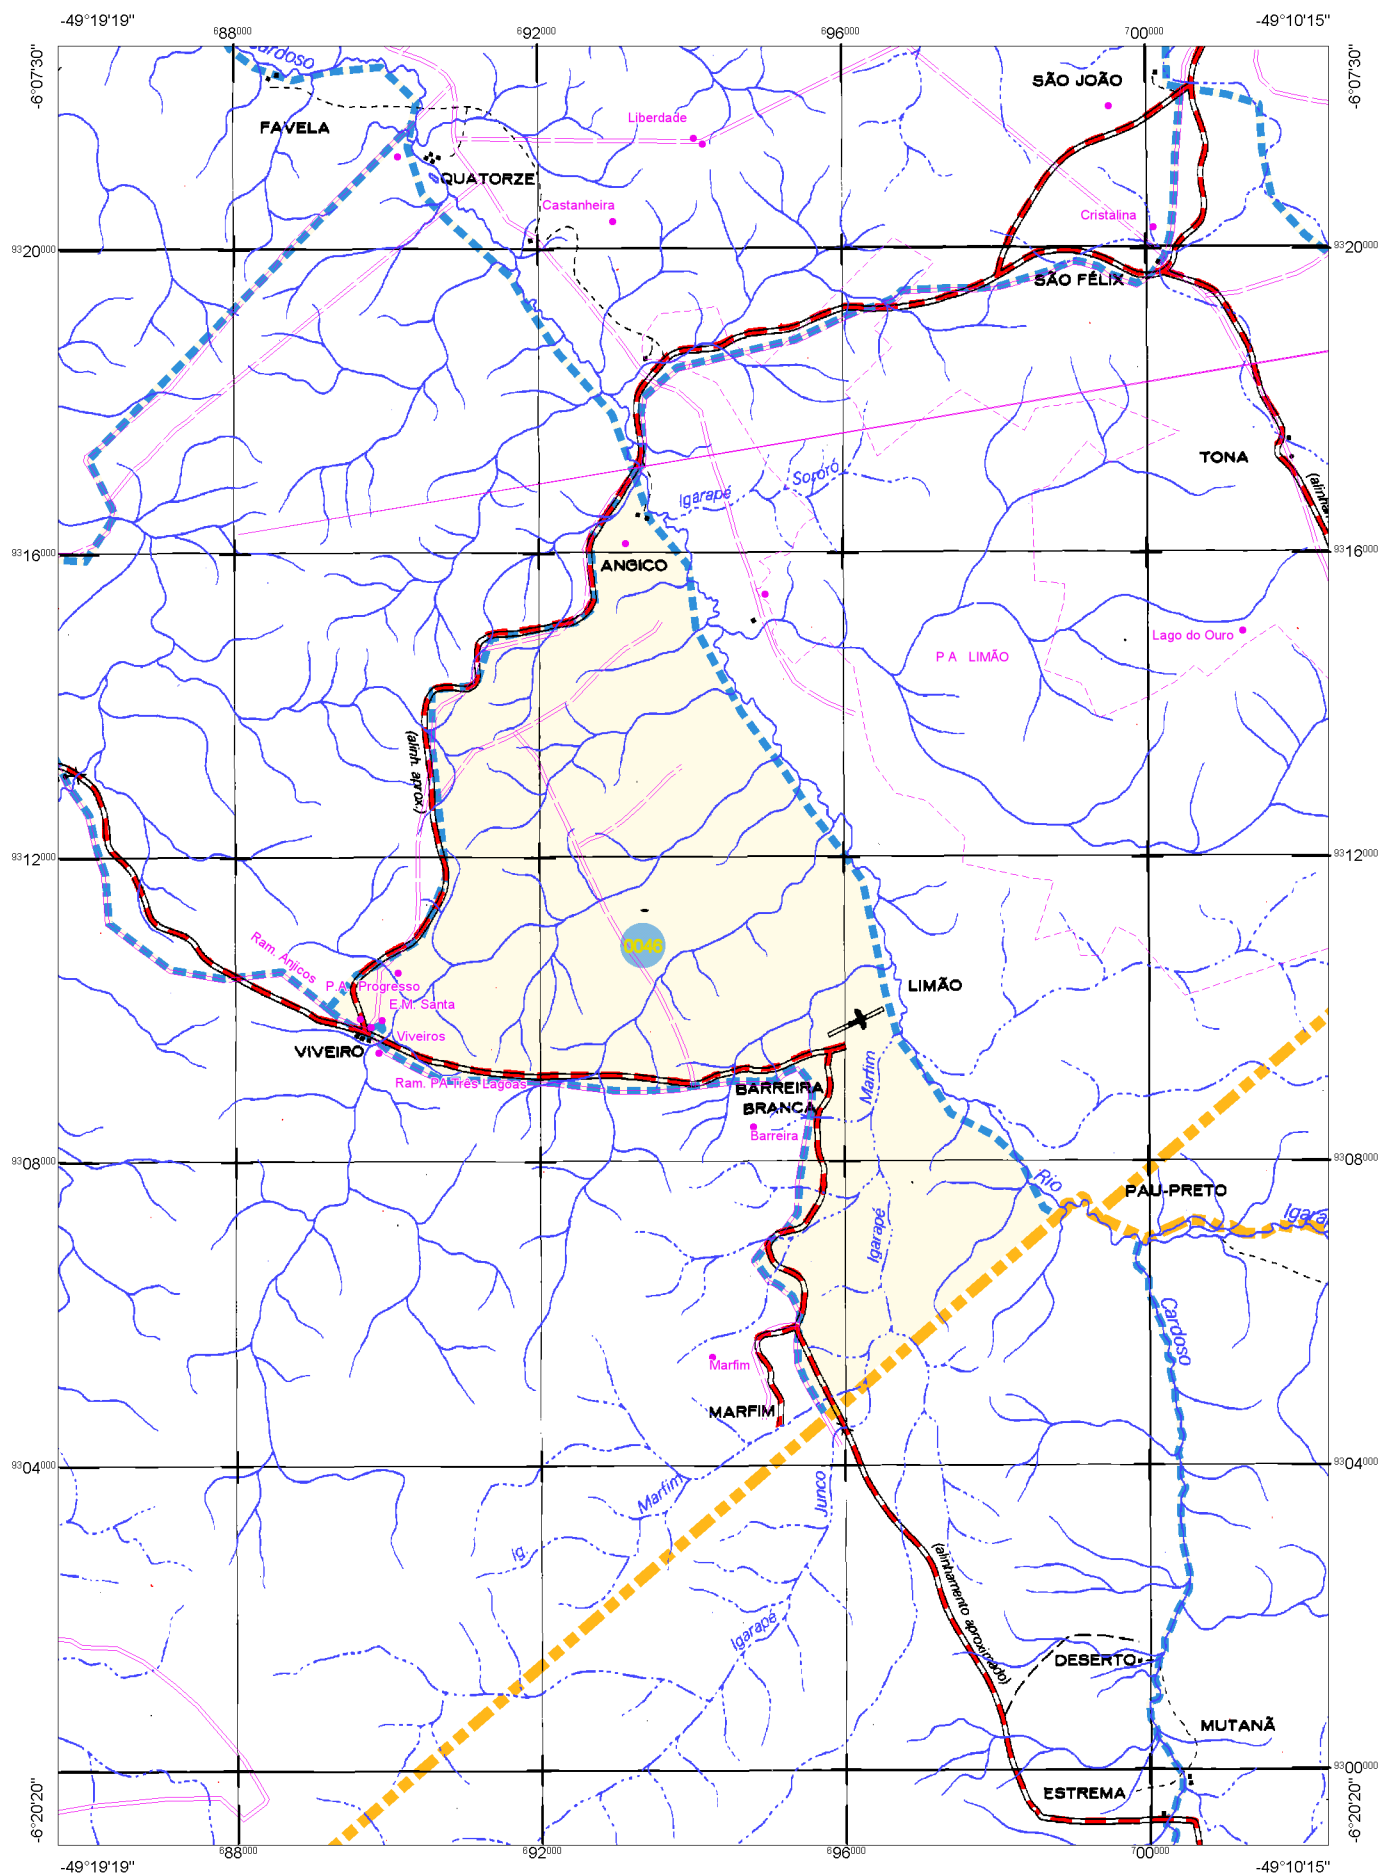 -49°19'19"
-49°10'15"
688000
692000
696000
700000
-6°07'30"
-6°07'30"
Cardoso
SÃO JOÃO
FAVELA
Liberdade
QUATORZE
Castanheira
Cristalina
9320000
9320000
SÃO FÉLIX
TONA
Igarapé
Sororó
(alinha
9316000
9316000
ANGICO
Lago do Ouro
P A LIMÃO
(alinh. aprox.)
9312000
9312000
0046
Ram. Anjicos
P.A. Progresso
LIMÃO
E.M. Santa
Viveiros
VIVEIRO
Marfim
Ram. PA Três Lagoas
BARREIRA
BRANCA
Barreira
9308000
9308000
Rio
PAU-PRETO
Igara
Igarapé
Cardoso
Marfim
MARFIM
9304000
9304000
Marfim
Junco
Ig.
(alinhamento aproximado)
Igarapé
DESERTO
MUTANÃ
9300000
ESTREMA
-6°20'20"
-6°20'20"
688000
692000
696000
700000
-49°19'19"
-49°10'15"